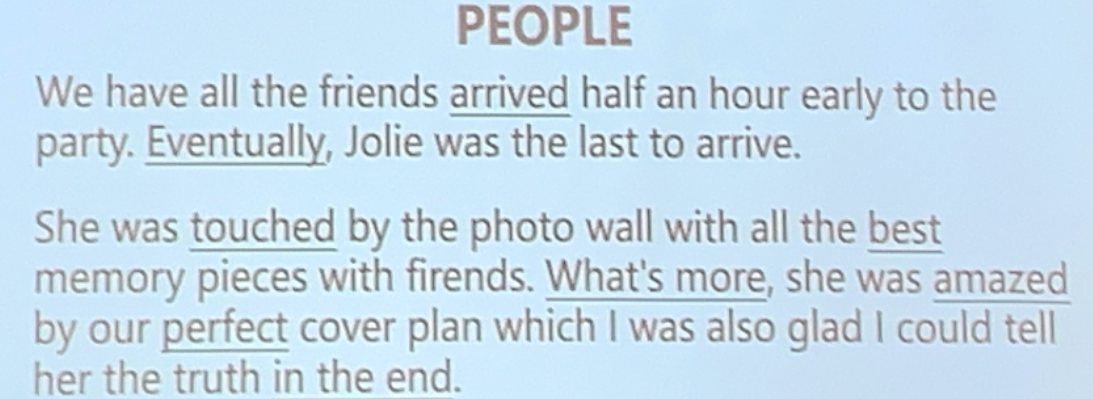 PEOPLE
We have all the friends arrived half an hour early to the
party. Eventually, Jolie was the last to arrive.
She was touched by the photo wall with all the best
memory pieces with firends. What's more, she was amazed
by our perfect cover plan which I was also glad I could tell
her the truth in the end.